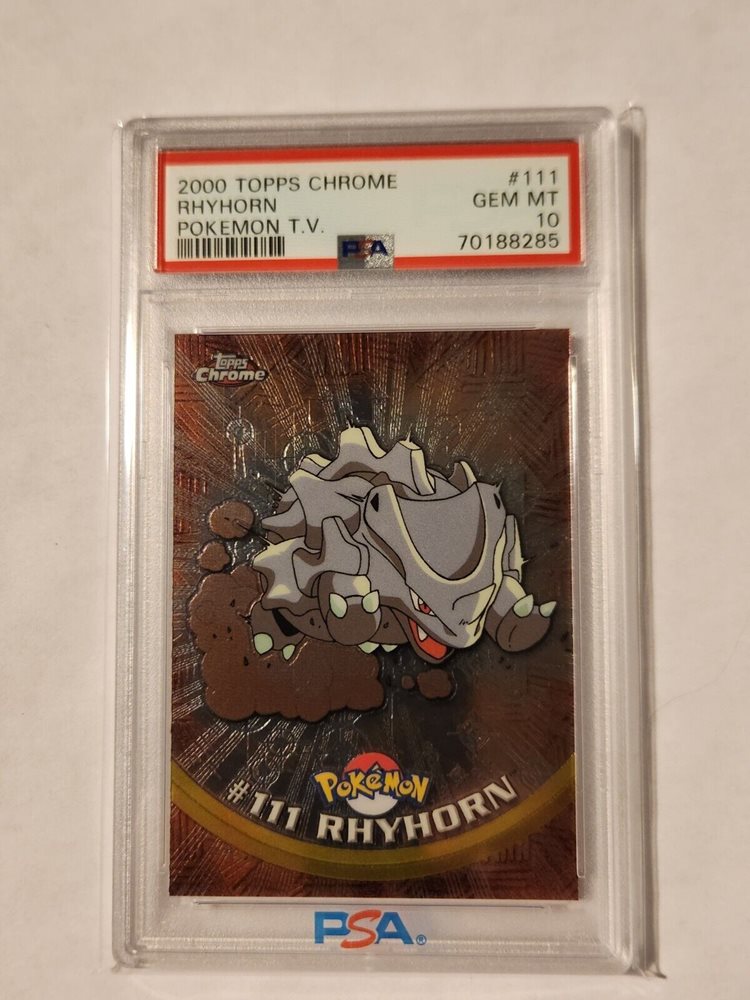 2000 TOPPS CHROME #111
RHYHORN GEM MT
POKEMON T.V. 10
PSA 70188285
Topps
Chrome
POKéMON
#111 RHYHORN
PSA®